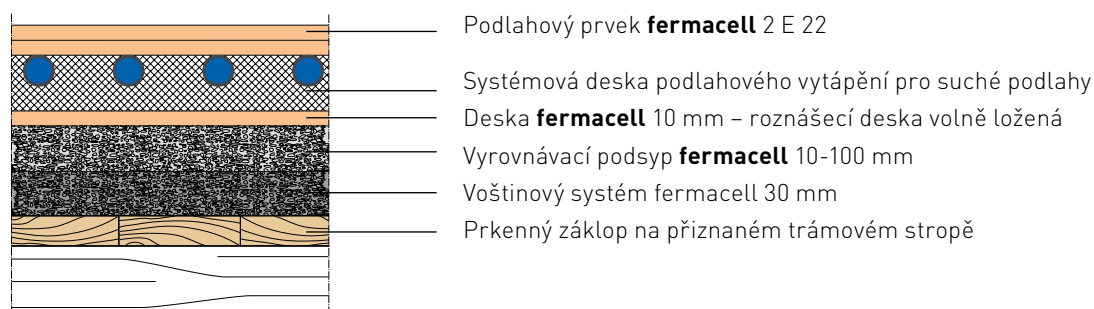 Podlahový prvek fermacell 2 E 22
Systémová deska podlahového vytápění pro suché podlahy
Deska fermacell 10 mm – roznášecí deska volně ložená
Vyrovnávací podsyp fermacell 10-100 mm
Voštinový systém fermacell 30 mm
Prkenný záklop na přiznaném trámovém stropě